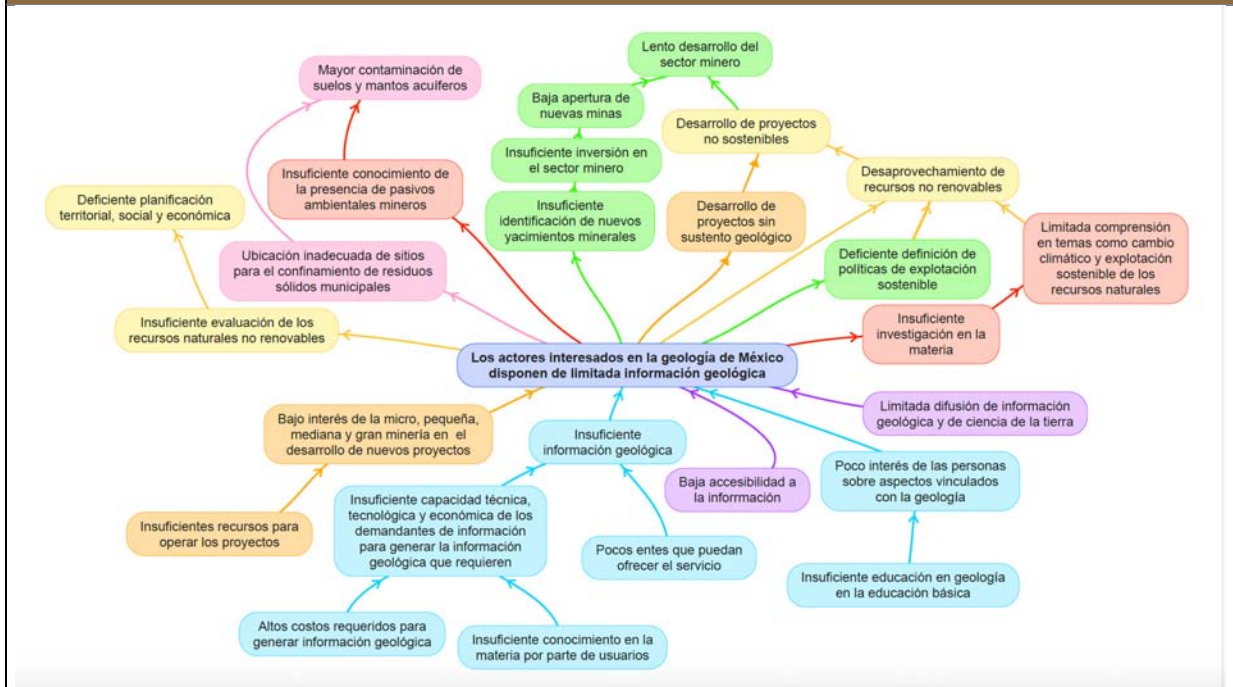 Lento desarrollo del
sector minero
Mayor contaminación de
suelos y mantos acuíferos
Baja apertura de
nuevas minas
Desarrollo de proyectos
no sostenibles
Insuficiente inversión en
el sector minero
Insuficiente conocimiento de
la presencia de pasivos
ambientales mineros
Desaprovechamiento de
recursos no renovables
Deficiente planificación
territorial, social y económica
Insuficiente
identificación de nuevos
yacimientos minerales
Desarrollo de
proyectos sin
sustento geológico
Limitada comprensión
en temas como cambio
climático y explotación
sostenible de los
recursos naturales
Ubicación inadecuada de sitios
para el confinamiento de residuos
sólidos municipales
Deficiente definición de
políticas de explotación
sostenible
Insuficiente evaluación de los
recursos naturales no renovables
Insuficiente
investigación en la
materia
Los actores interesados en la geología de México
disponen de limitada información geológica
Bajo interés de la micro, pequeña,
mediana y gran minería en el
desarrollo de nuevos proyectos
Insuficiente
información geológica
Limitada difusión de información
geológica y de ciencia de la tierra
Baja accesibilidad a
la inforrmación
Poco interés de las personas
sobre aspectos vinculados
con la geología
Insuficiente capacidad técnica,
tecnológica y económica de los
demandantes de información
para generar la información
geológica que requieren
Insuficientes recursos para
operar los proyectos
Pocos entes que puedan
ofrecer el servicio
Insuficiente educación en geología
en la educación básica
Altos costos requeridos para
generar información geológica
Insuficiente conocimiento en la
materia por parte de usuarios